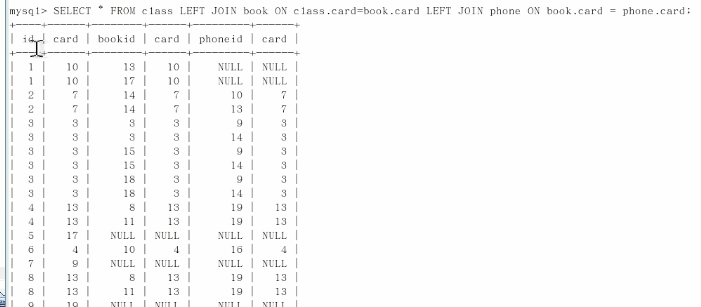 mysql> SELECT * FROM class LEFT JOIN book ON class.card=book.card LEFT JOIN phone ON book.card = phone.card;
+----+------+--------+------+---------+------+
| id | card | bookid | card | phoneid | card |
+----+------+--------+------+---------+------+
| 1 | 10 | 13 | 10 | NULL | NULL |
| 1 | 10 | 17 | 10 | NULL | NULL |
| 2 | 7 | 14 | 7 | 10 | 7 |
| 2 | 7 | 14 | 7 | 13 | 7 |
| 3 | 3 | 3 | 3 | 9 | 3 |
| 3 | 3 | 3 | 3 | 14 | 3 |
| 3 | 3 | 15 | 3 | 9 | 3 |
| 3 | 3 | 15 | 3 | 14 | 3 |
| 3 | 3 | 18 | 3 | 9 | 3 |
| 3 | 3 | 18 | 3 | 14 | 3 |
| 4 | 13 | 8 | 13 | 19 | 13 |
| 4 | 13 | 11 | 13 | 19 | 13 |
| 5 | 17 | NULL | NULL | NULL | NULL |
| 6 | 4 | 10 | 4 | 16 | 4 |
| 7 | 9 | NULL | NULL | NULL | NULL |
| 8 | 13 | 8 | 13 | 19 | 13 |
| 8 | 13 | 11 | 13 | 19 | 13 |
| 9 | 19 | NULL | NULL | NULL | NULL |